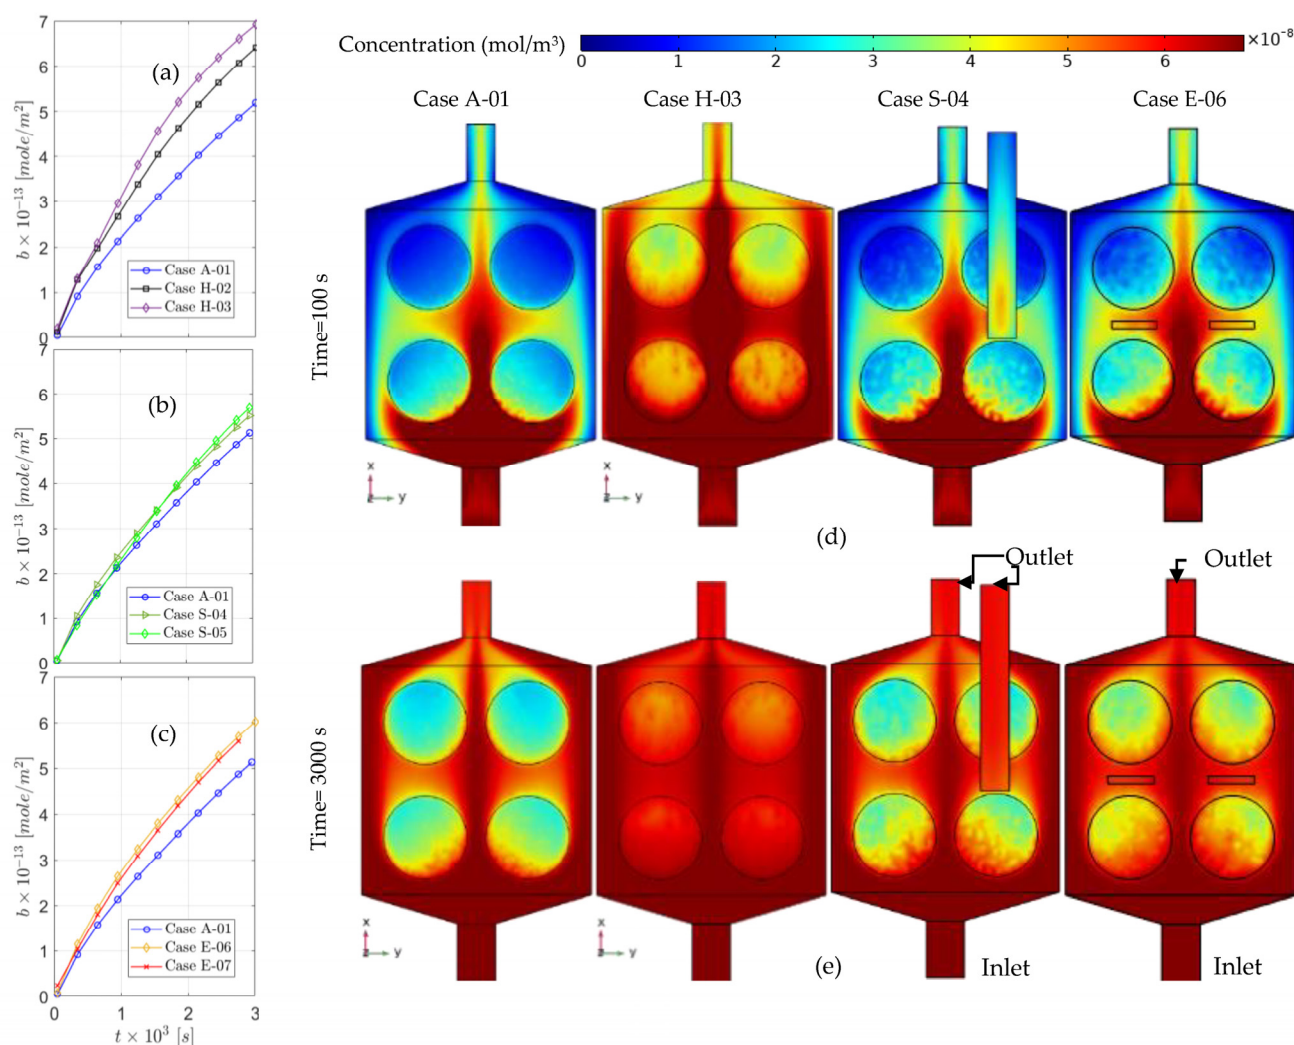 7
6
5
4
3
2
1
0
b × 10⁻¹³ [mole/m²]
(a)
Case A-01
Case H-02
Case H-03
7
6
5
4
3
2
1
0
b × 10⁻¹³ [mole/m²]
(b)
Case A-01
Case S-04
Case S-05
7
6
5
4
3
2
1
0
b × 10⁻¹³ [mole/m²]
(c)
Case A-01
Case E-06
Case E-07
0 1 2 3
t × 10³ [s]
Concentration (mol/m³)
0 1 2 3 4 5 6
×10⁻⁸
Case A-01 Case H-03 Case S-04 Case E-06
Time=100 s
x
z y
x
z y
(d)
Outlet Outlet
Time= 3000 s
x
z y
x
z y
(e)
Inlet Inlet